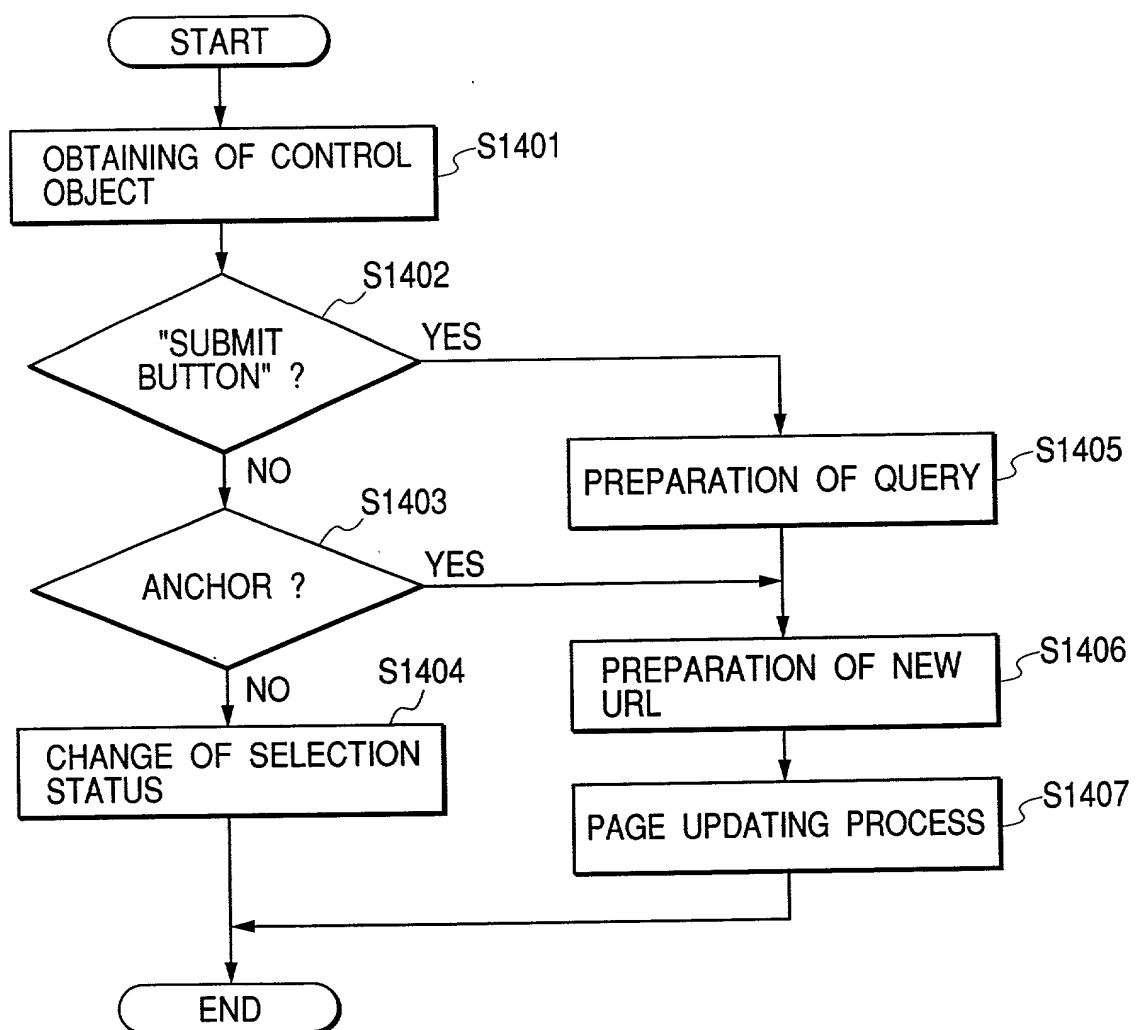 START
OBTAINING OF CONTROL
OBJECT
S1401
S1402
"SUBMIT
BUTTON" ?
YES
NO
S1405
PREPARATION OF QUERY
S1403
ANCHOR ?
YES
NO
S1406
PREPARATION OF NEW
URL
S1404
CHANGE OF SELECTION
STATUS
S1407
PAGE UPDATING PROCESS
END